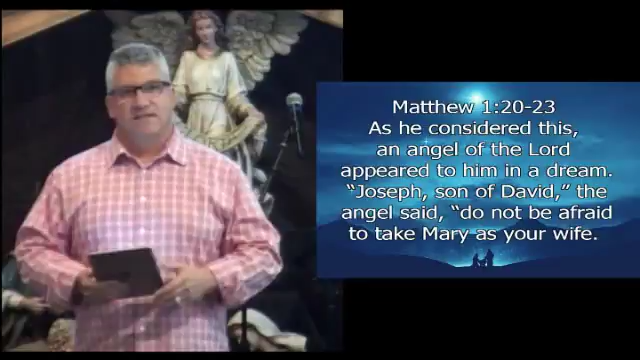 Matthew 1:20-23
As he considered this,
an angel of the Lord
appeared to him in a dream.
“Joseph, son of David,” the
angel said, “do not be afraid
to take Mary as your wife.